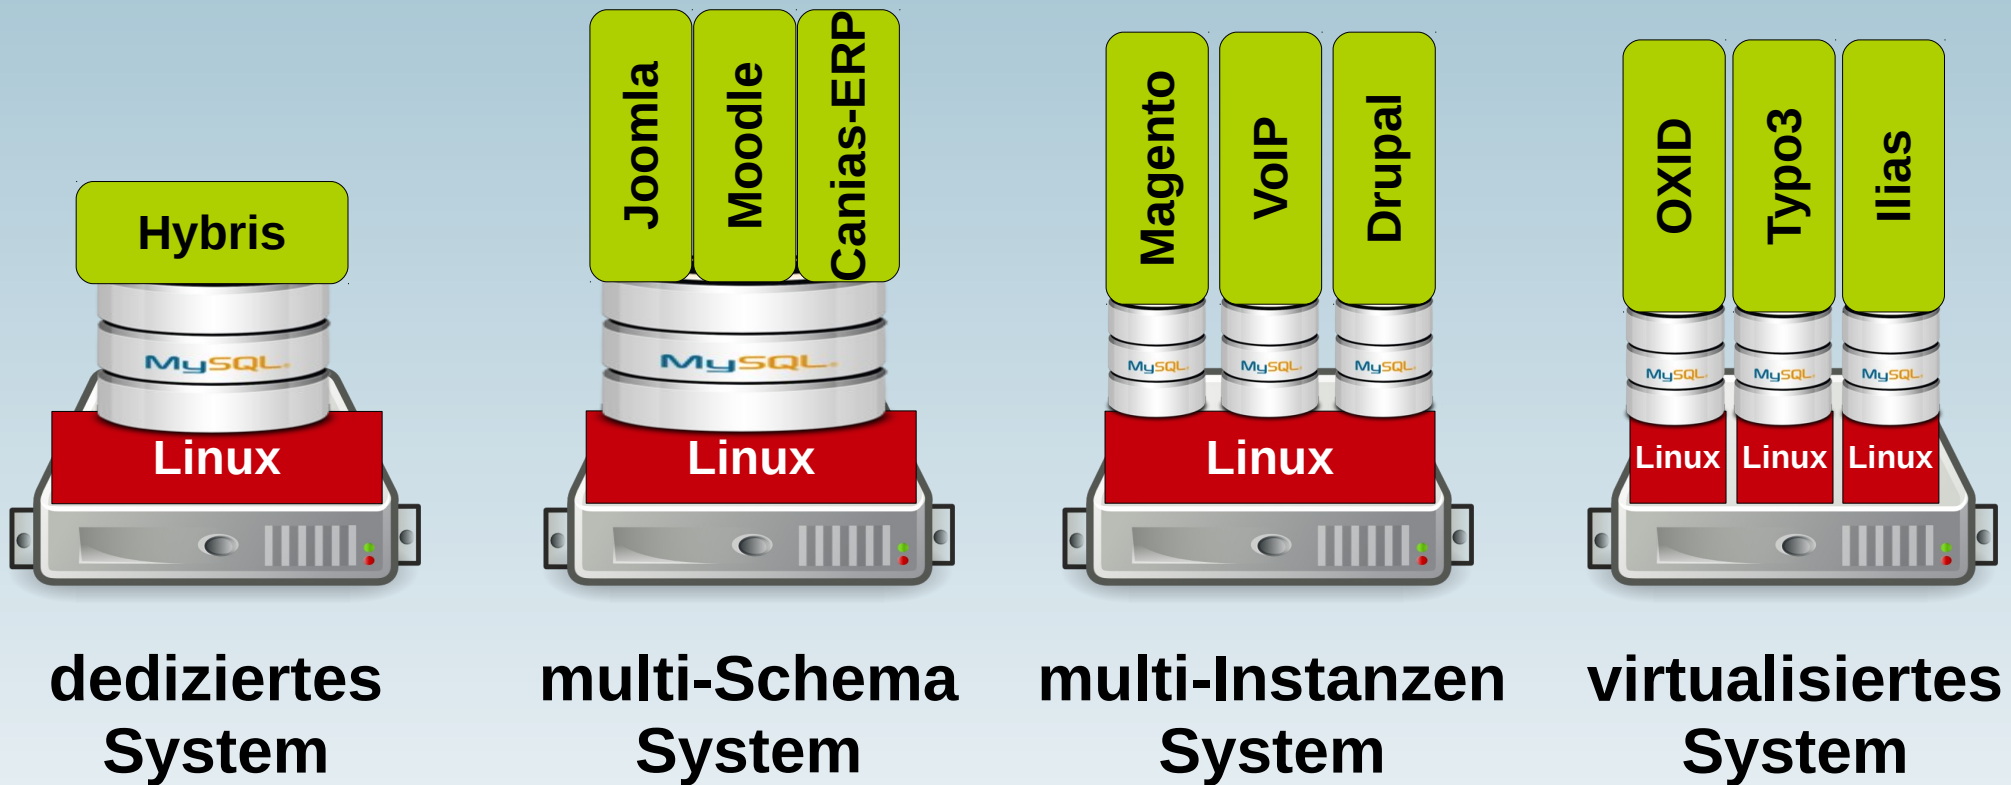 Hybris
MySQL
Linux
dediziertes
System
Joomla
Moodle
Canias-ERP
MySQL
Linux
multi-Schema
System
Magento
VoIP
Drupal
MySQL
MySQL
MySQL
Linux
multi-Instanzen
System
OXID
Typo3
Ilias
MySQL
MySQL
MySQL
Linux
Linux
Linux
virtualisiertes
System